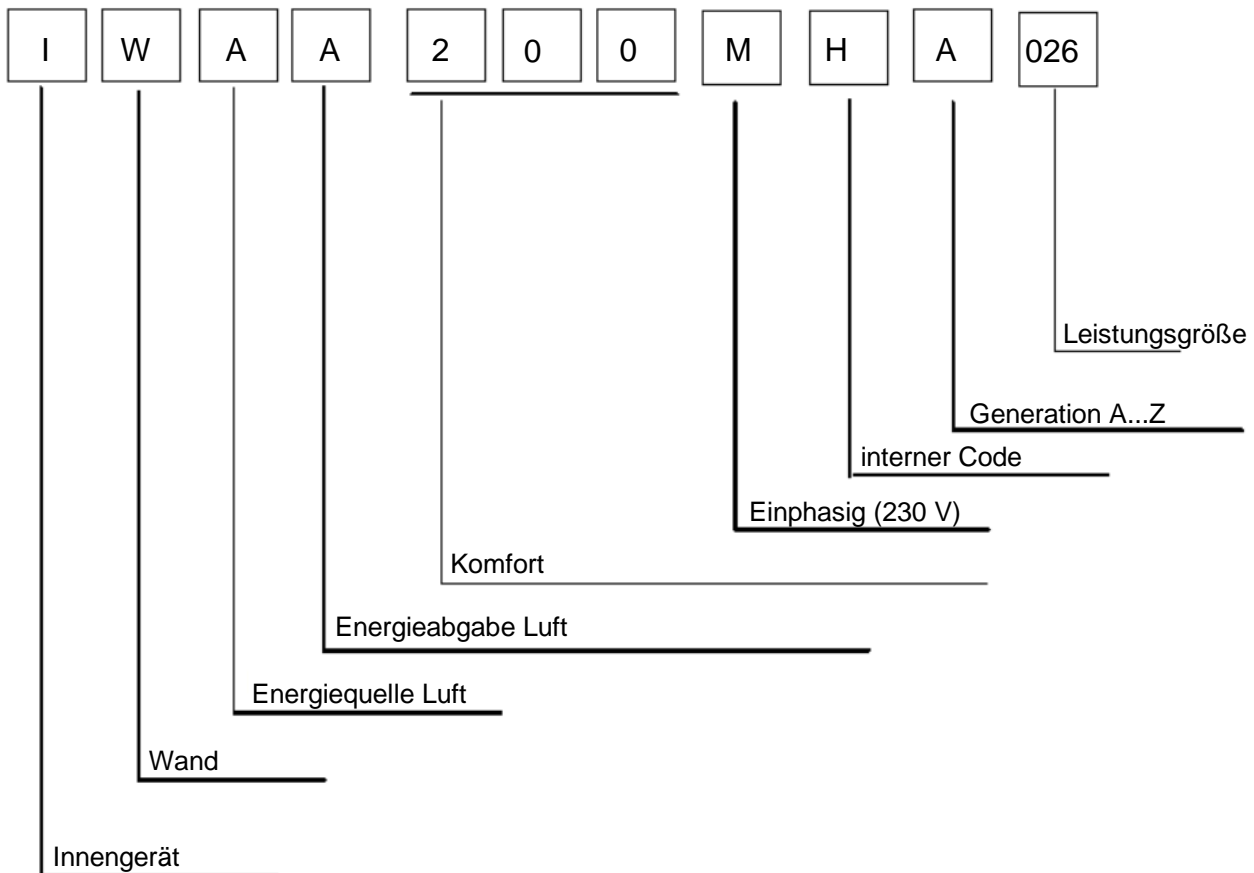 I W A A 2 0 0 M H A 026
Leistungsgröße
Generation A...Z
interner Code
Einphasig (230 V)
Komfort
Energieabgabe Luft
Energiequelle Luft
Wand
Innengerät